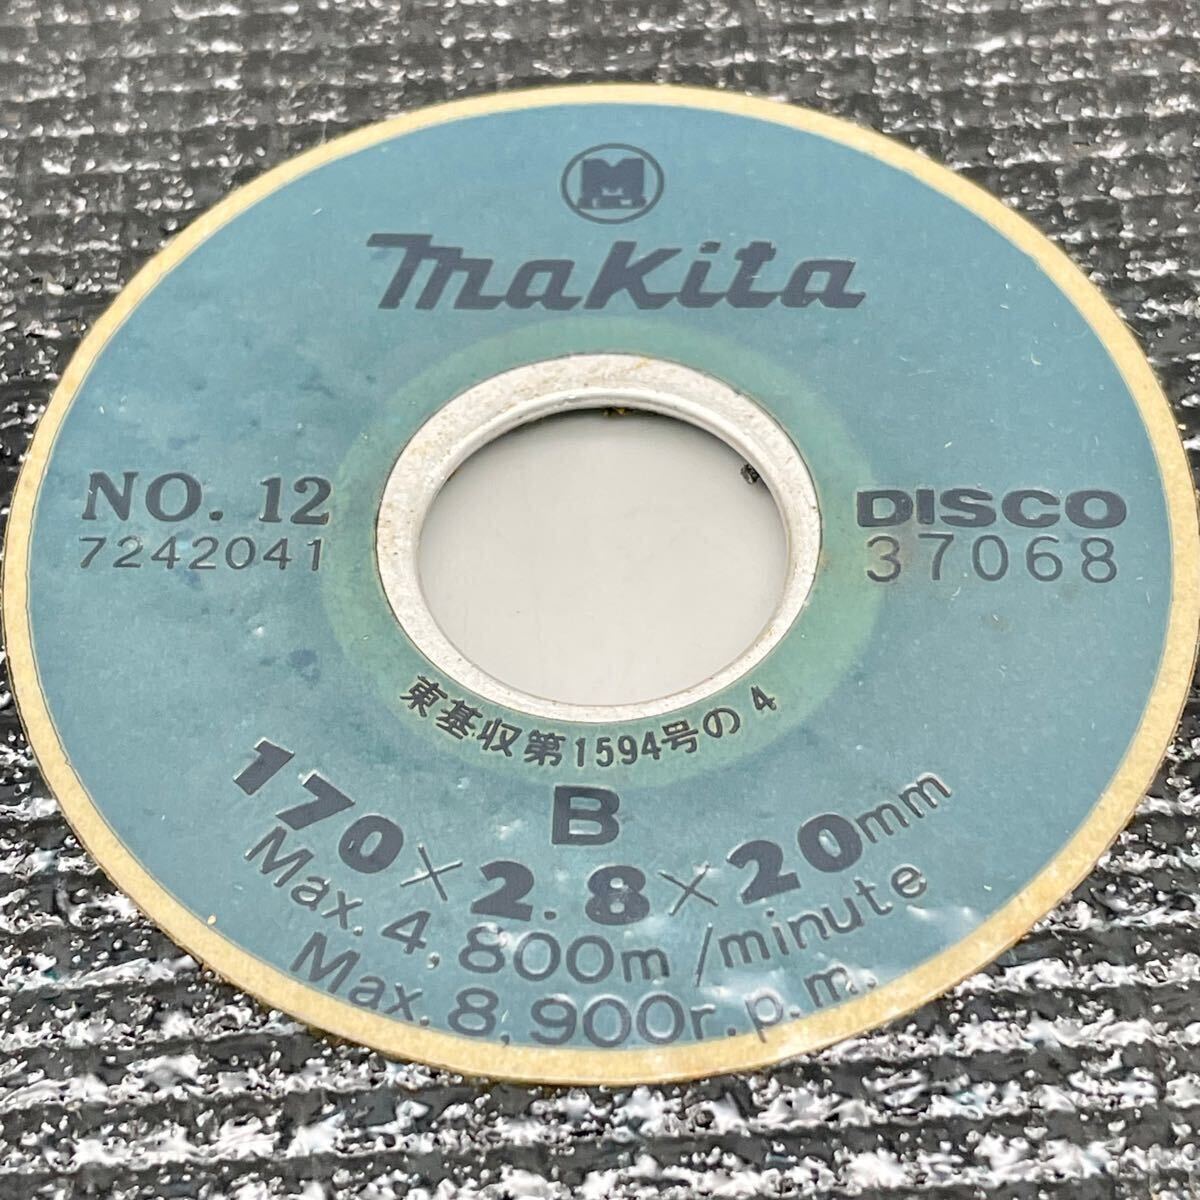 M
makita
NO. 12
7242041
DISCO
37068
東基収第1594号の4
B
170×2.8×20mm
Max. 4,800m/minute
Max. 8,900r.p.m.